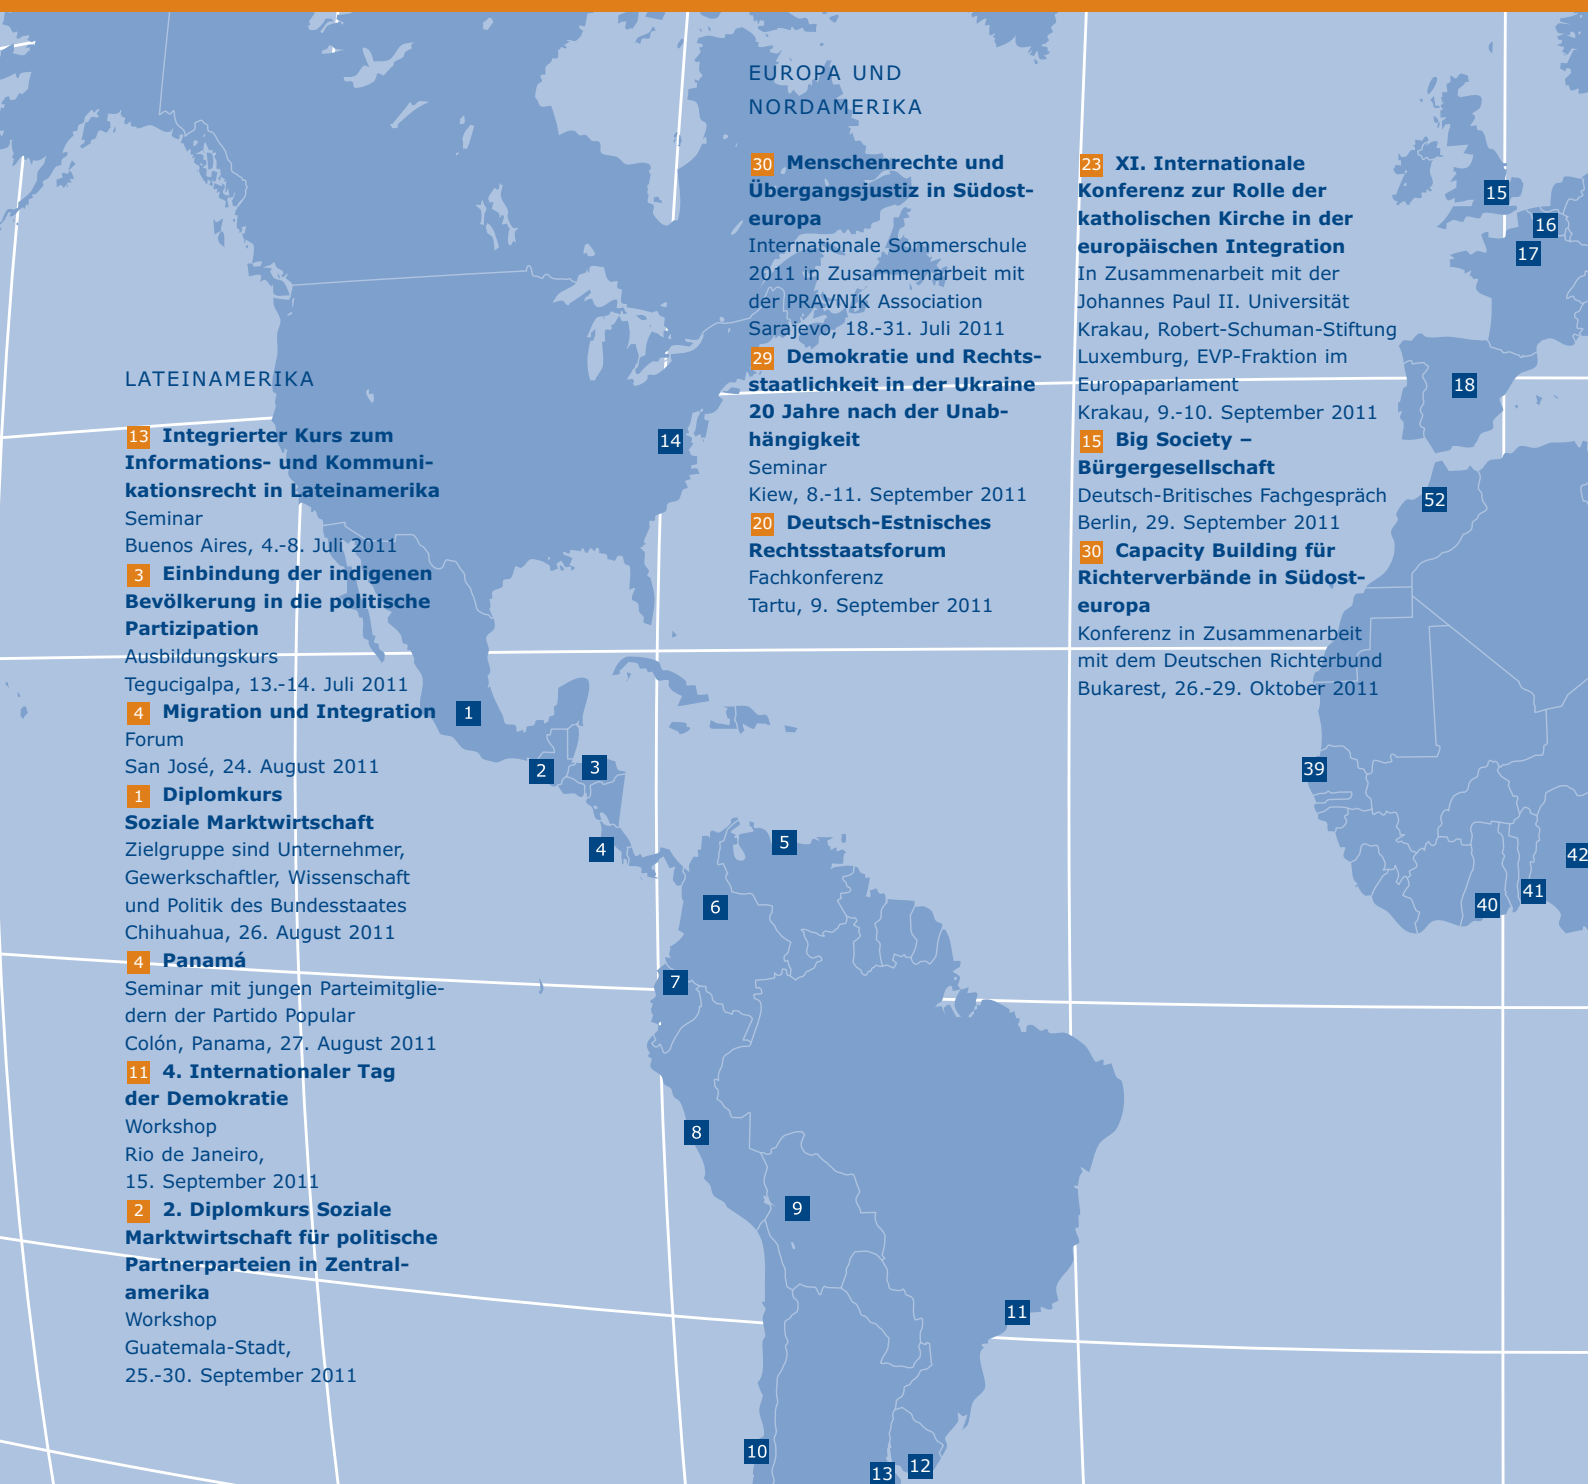 LATEINAMERIKA
13 Integrierter Kurs zum
Informations- und Kommuni-
kationsrecht in Lateinamerika
Seminar
Buenos Aires, 4.-8. Juli 2011
3 Einbindung der indigenen
Bevölkerung in die politische
Partizipation
Ausbildungskurs
Tegucigalpa, 13.-14. Juli 2011
4 Migration und Integration
Forum
San José, 24. August 2011
1 Diplomkurs
Soziale Marktwirtschaft
Zielgruppe sind Unternehmer,
Gewerkschaftler, Wissenschaft
und Politik des Bundesstaates
Chihuahua, 26. August 2011
4 Panamá
Seminar mit jungen Parteimitglie-
dern der Partido Popular
Colón, Panama, 27. August 2011
11 4. Internationaler Tag
der Demokratie
Workshop
Rio de Janeiro,
15. September 2011
2 2. Diplomkurs Soziale
Marktwirtschaft für politische
Partnerparteien in Zentral-
amerika
Workshop
Guatemala-Stadt,
25.-30. September 2011
EUROPA UND
NORDAMERIKA
30 Menschenrechte und
Übergangsjustiz in Südost-
europa
Internationale Sommerschule
2011 in Zusammenarbeit mit
der PRAVNIK Association
Sarajevo, 18.-31. Juli 2011
29 Demokratie und Rechts-
staatlichkeit in der Ukraine
20 Jahre nach der Unab-
hängigkeit
Seminar
Kiew, 8.-11. September 2011
20 Deutsch-Estnisches
Rechtsstaatsforum
Fachkonferenz
Tartu, 9. September 2011
23 XI. Internationale
Konferenz zur Rolle der
katholischen Kirche in der
europäischen Integration
In Zusammenarbeit mit der
Johannes Paul II. Universität
Krakau, Robert-Schuman-Stiftung
Luxemburg, EVP-Fraktion im
Europaparlament
Krakau, 9.-10. September 2011
15 Big Society –
Bürgergesellschaft
Deutsch-Britisches Fachgespräch
Berlin, 29. September 2011
30 Capacity Building für
Richterverbände in Südost-
europa
Konferenz in Zusammenarbeit
mit dem Deutschen Richterbund
Bukarest, 26.-29. Oktober 2011
15
16
17
18
14
52
1
2
3
39
4
5
42
6
41
40
7
8
9
11
10
12
13